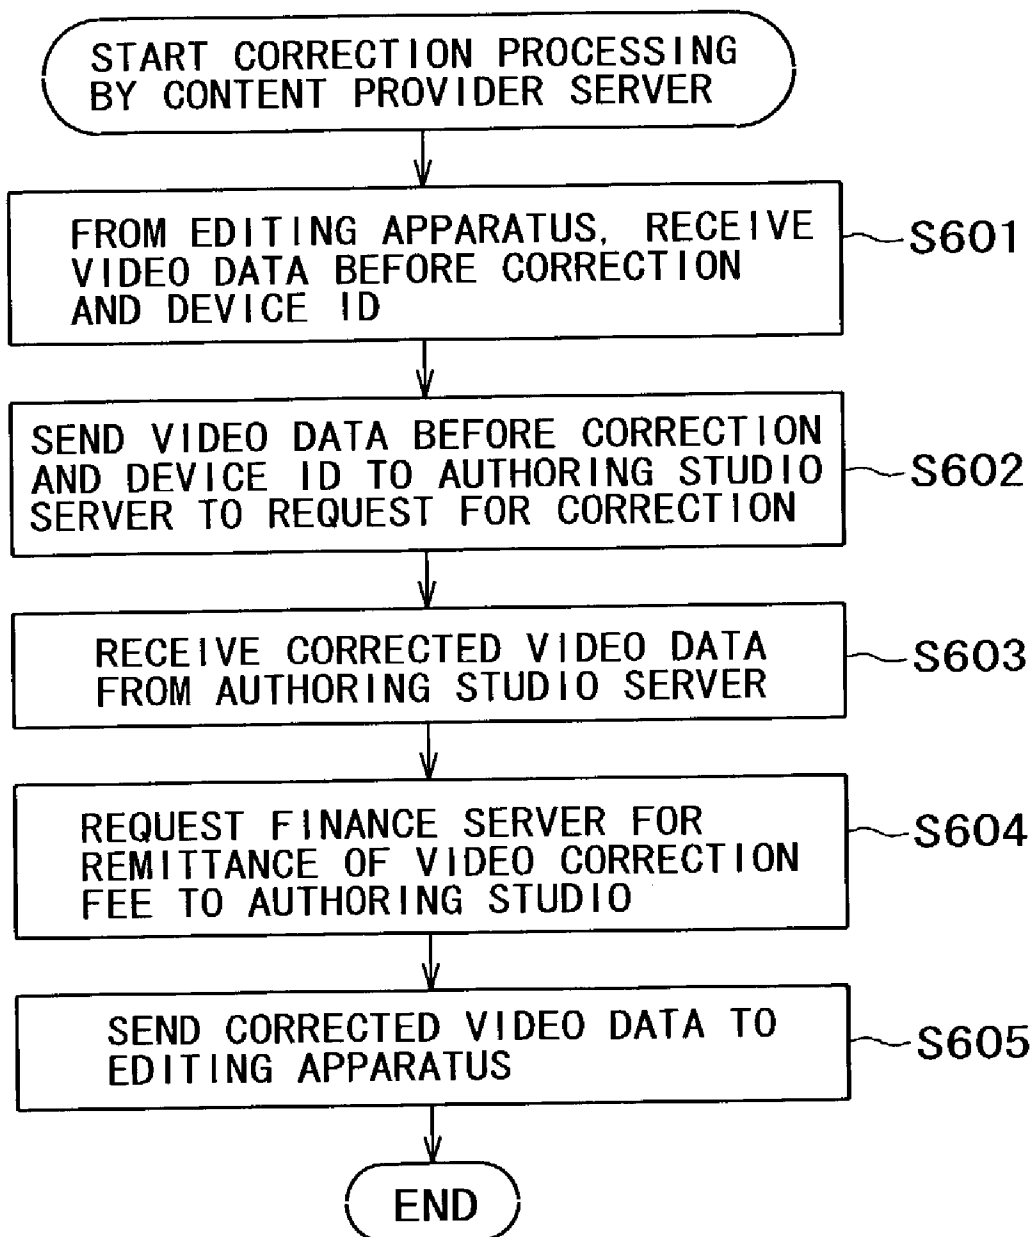 START CORRECTION PROCESSING
BY CONTENT PROVIDER SERVER
FROM EDITING APPARATUS, RECEIVE
VIDEO DATA BEFORE CORRECTION
AND DEVICE ID
S601
SEND VIDEO DATA BEFORE CORRECTION
AND DEVICE ID TO AUTHORING STUDIO
SERVER TO REQUEST FOR CORRECTION
S602
RECEIVE CORRECTED VIDEO DATA
FROM AUTHORING STUDIO SERVER
S603
REQUEST FINANCE SERVER FOR
REMITTANCE OF VIDEO CORRECTION
FEE TO AUTHORING STUDIO
S604
SEND CORRECTED VIDEO DATA TO
EDITING APPARATUS
S605
END